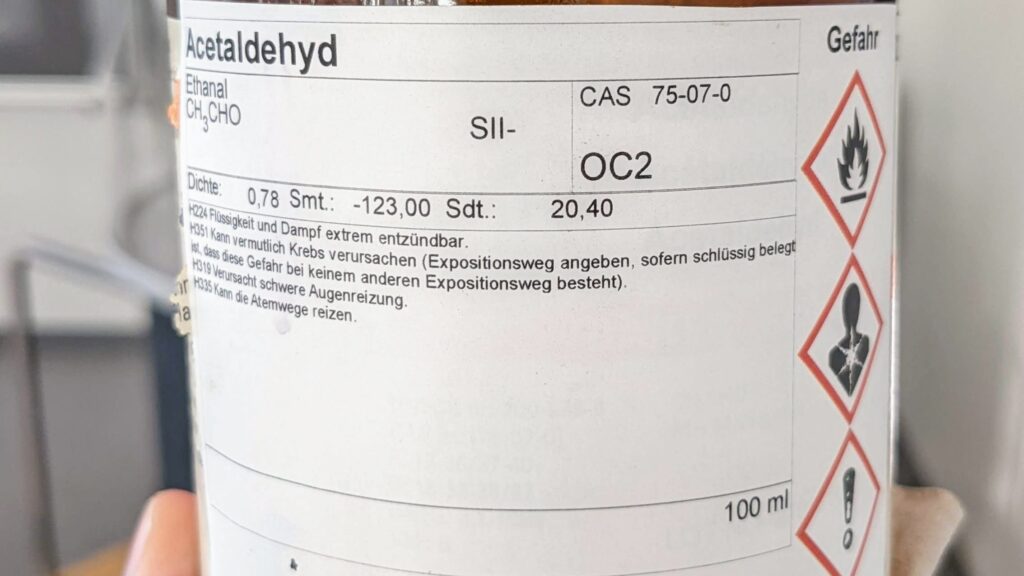 Acetaldehyd
Gefahr
Ethanal
CH3CHO
SII-
CAS 75-07-0
OC2
Dichte: 0,78 Smt.: -123,00 Sdt.: 20,40
H224 Flüssigkeit und Dampf extrem entzündbar.
H351 Kann vermutlich Krebs verursachen (Expositionsweg angeben, sofern schlüssig belegt
ist, dass diese Gefahr bei keinem anderen Expositionsweg besteht).
H319 Verursacht schwere Augenreizung.
H335 Kann die Atemwege reizen.
100 ml